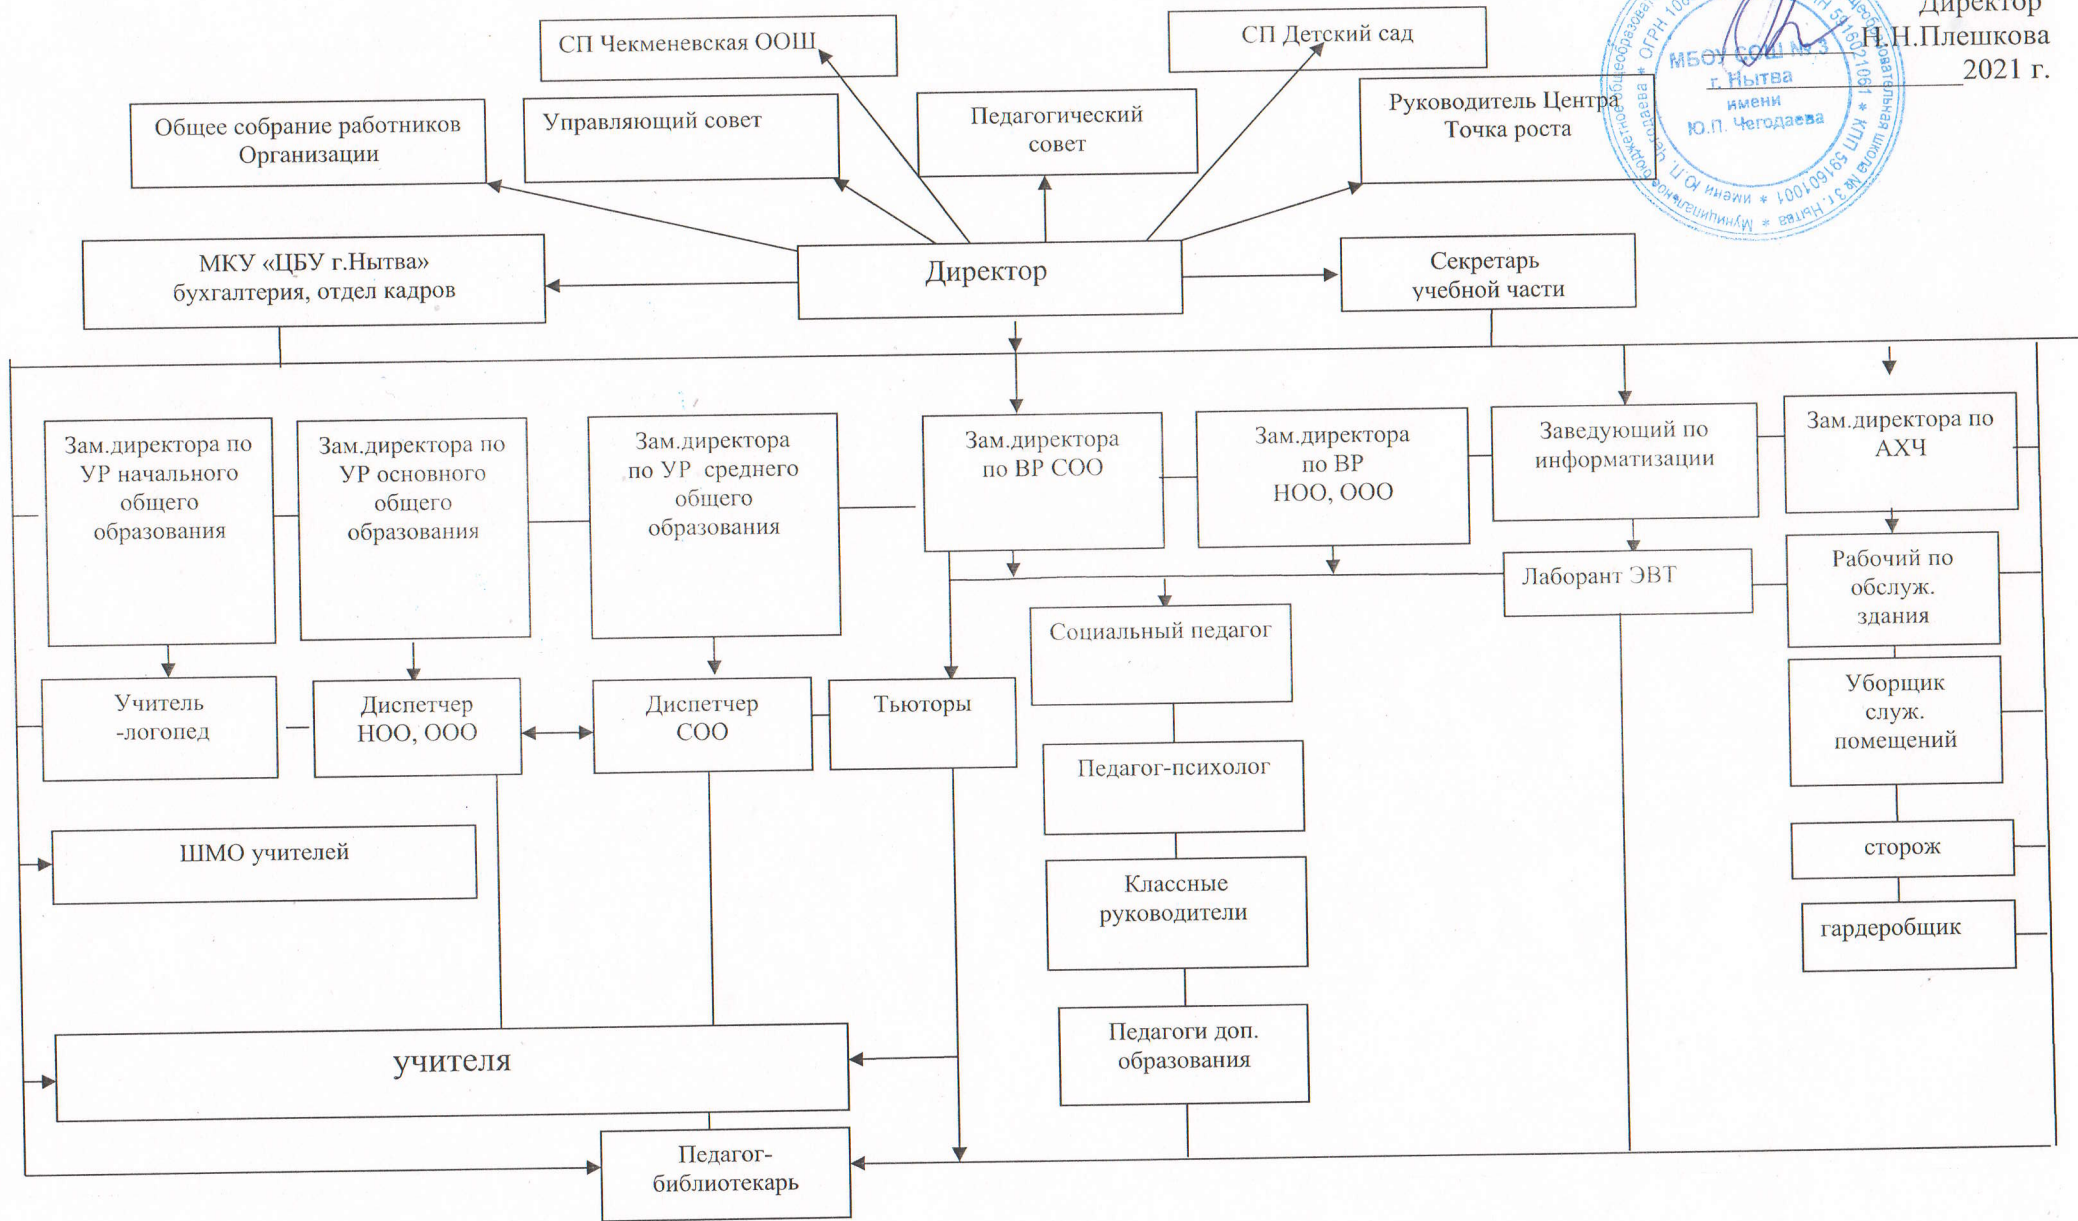 Директор
Н.Н.Плешкова
2021 г.
МБОУ СОШ № 3
г. Нытва
имени
Ю.П. Чегодаева
СП Чекменевская ООШ
СП Детский сад
Общее собрание работников
Организации
Управляющий совет
Педагогический
совет
Руководитель Центра
Точка роста
МКУ «ЦБУ г.Нытва»
бухгалтерия, отдел кадров
Директор
Секретарь
учебной части
Зам.директора по
УР начального
общего
образования
Зам.директора по
УР основного
общего
образования
Зам.директора
по УР среднего
общего
образования
Зам.директора
по ВР СОО
Зам.директора
по ВР
НОО, ООО
Заведующий по
информатизации
Зам.директора по
АХЧ
Лаборант ЭВТ
Рабочий по
обслуж.
здания
Социальный педагог
Учитель
-логопед
Диспетчер
НОО, ООО
Диспетчер
СОО
Тьюторы
Уборщик
служ.
помещений
Педагог-психолог
ШМО учителей
сторож
Классные
руководители
гардеробщик
учителя
Педагоги доп.
образования
Педагог-
библиотекарь